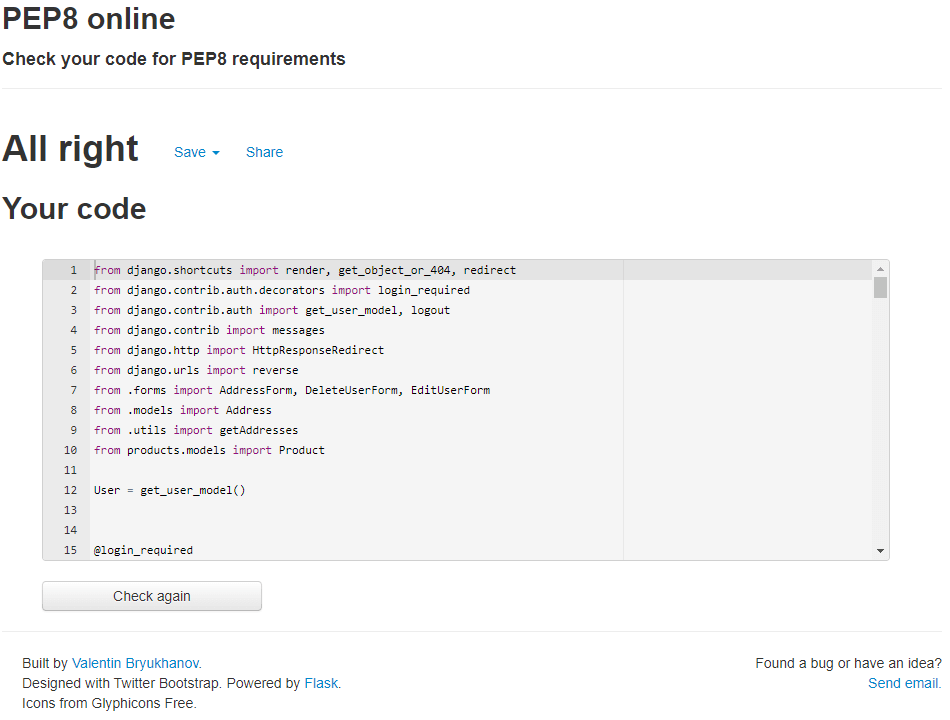 PEP8 online
Check your code for PEP8 requirements
All right Save Share
Your code
1 from django.shortcuts import render, get_object_or_404, redirect
2 from django.contrib.auth.decorators import login_required
3 from django.contrib.auth import get_user_model, logout
4 from django.contrib import messages
5 from django.http import HttpResponseRedirect
6 from django.urls import reverse
7 from .forms import AddressForm, DeleteUserForm, EditUserForm
8 from .models import Address
9 from .utils import getAddresses
10 from products.models import Product
11
12 User = get_user_model()
13
14
15 @login_required
Check again
Built by Valentin Bryukhanov. Found a bug or have an idea?
Designed with Twitter Bootstrap. Powered by Flask. Send email.
Icons from Glyphicons Free.